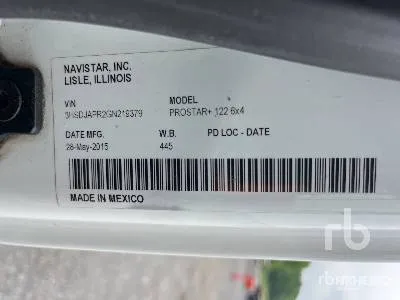 NAVISTAR, INC.
LISLE, ILLINOIS
VIN MODEL
3HSDJAPR2GN219379 PROSTAR+ 122 6x4
DATE MFG. W.B. PD LOC - DATE
28-May-2015 445
MADE IN MEXICO
rb